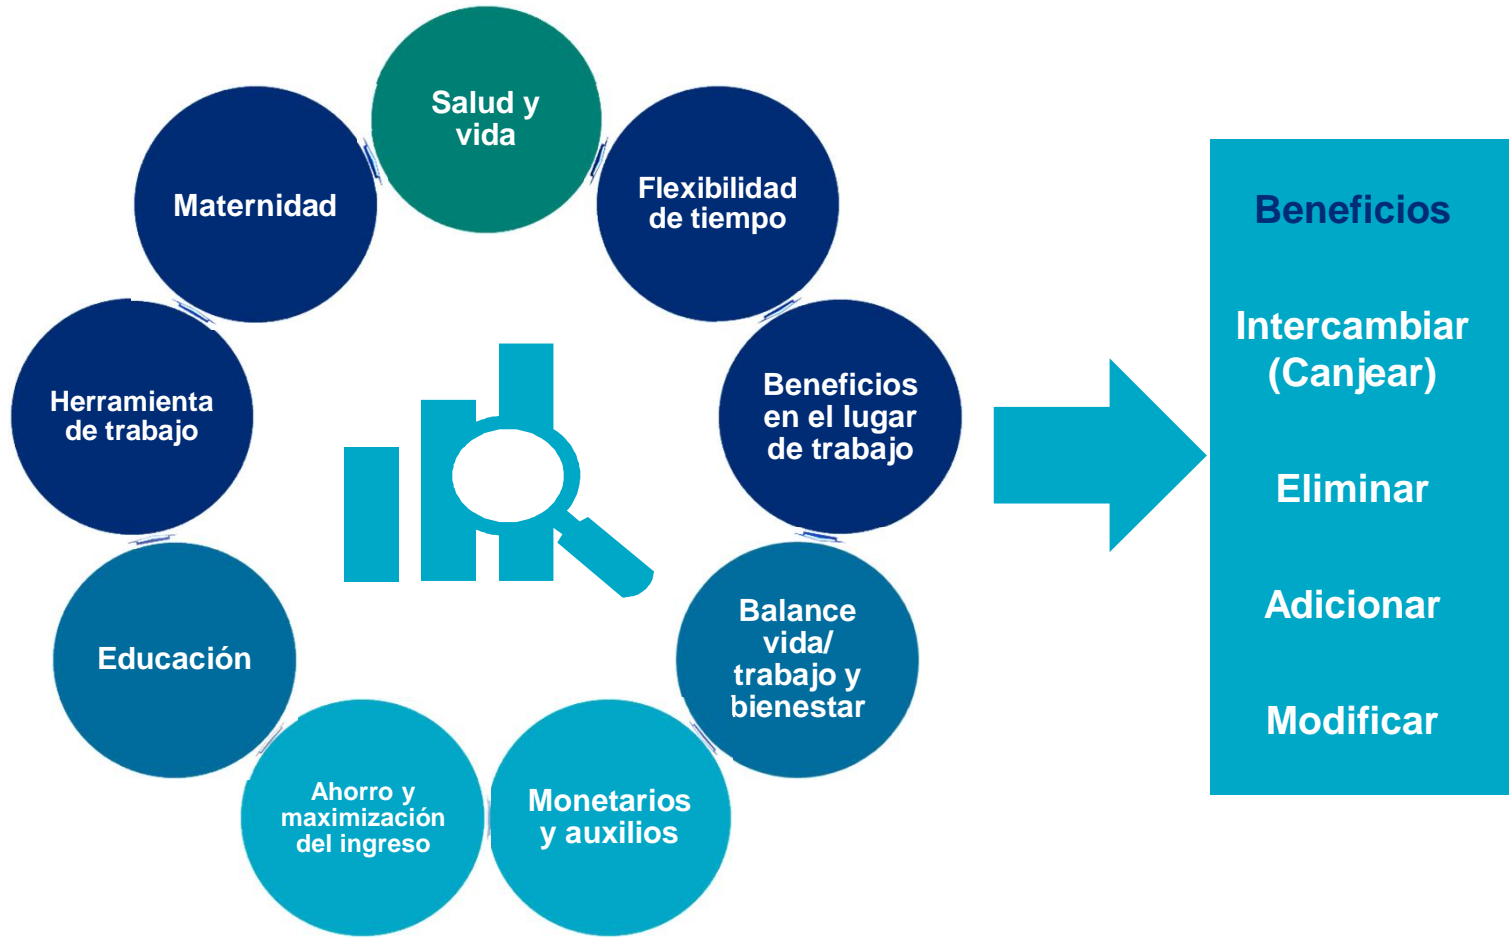 Salud y
vida
Flexibilidad
de tiempo
Beneficios
en el lugar
de trabajo
Balance
vida/
trabajo y
bienestar
Monetarios
y auxilios
Ahorro y
maximización
del ingreso
Educación
Herramienta
de trabajo
Maternidad
Beneficios
Intercambiar
(Canjear)
Eliminar
Adicionar
Modificar